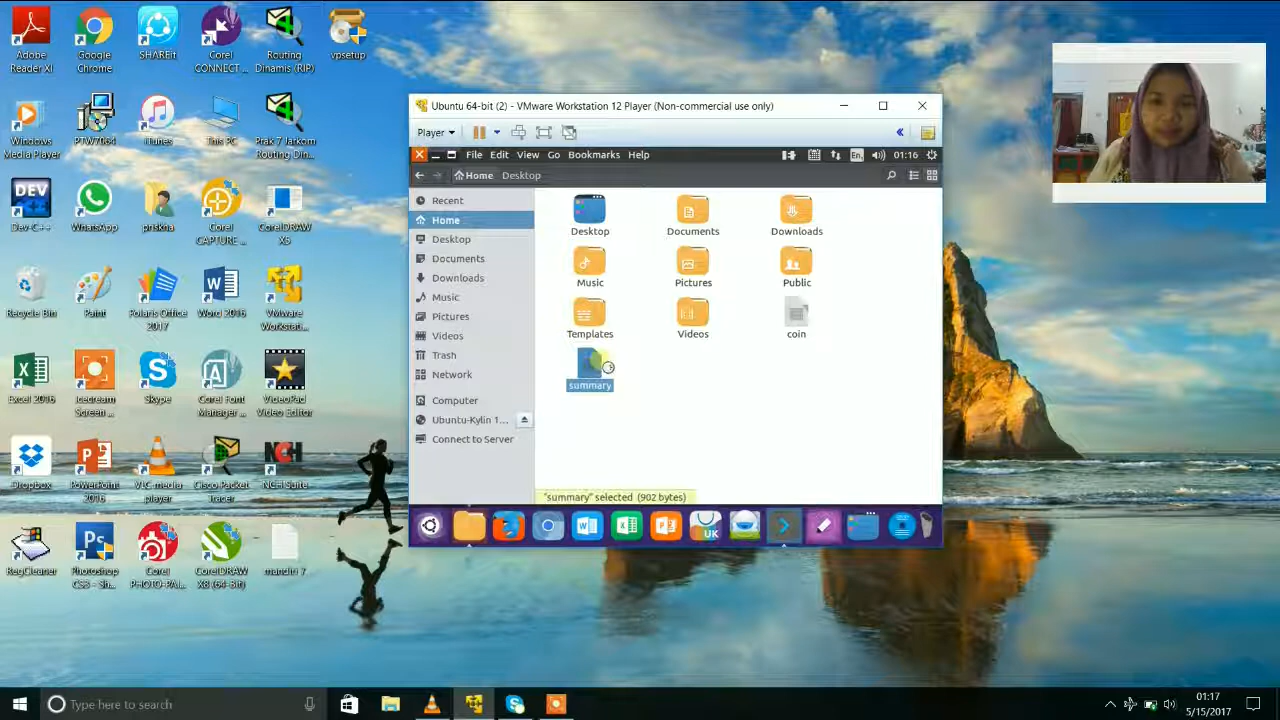 Adobe Reader XI
Google Chrome
SHAREit
Corel CONNECT ...
Routing Dinamis (RIP)
vpsetup
Windows Media Player
PTW7064
iTunes
This PC
Prak 7 Jarkom Routing Din...
Dev-C++
WhatsApp
priskna
Corel CAPTURE ...
CorelDRAW X5
Recycle Bin
Paint
Polaris Office 2017
Word 2016
VMware Workstati...
Excel 2016
Icecream Screen ...
Skype
Corel Font Manager ...
VideoPad Video Editor
Dropbox
PowerPoint 2016
VLC media player
Cisco Packet Tracer
NCH Suite
RegCleaner
Photoshop CS3 - Sh...
Corel PHOTO-PAI...
CorelDRAW X8 (64-Bit)
mandiri 7
Ubuntu 64-bit (2) - VMware Workstation 12 Player (Non-commercial use only)
Player
File Edit View Go Bookmarks Help
En
01:16
Home Desktop
Recent
Home
Desktop
Documents
Downloads
Music
Pictures
Videos
Trash
Network
Computer
Ubuntu-Kylin 1...
Connect to Server
Desktop Documents Downloads
Music Pictures Public
Templates Videos coin
summary
"summary" selected (902 bytes)
UK
Type here to search
01:17
5/15/2017